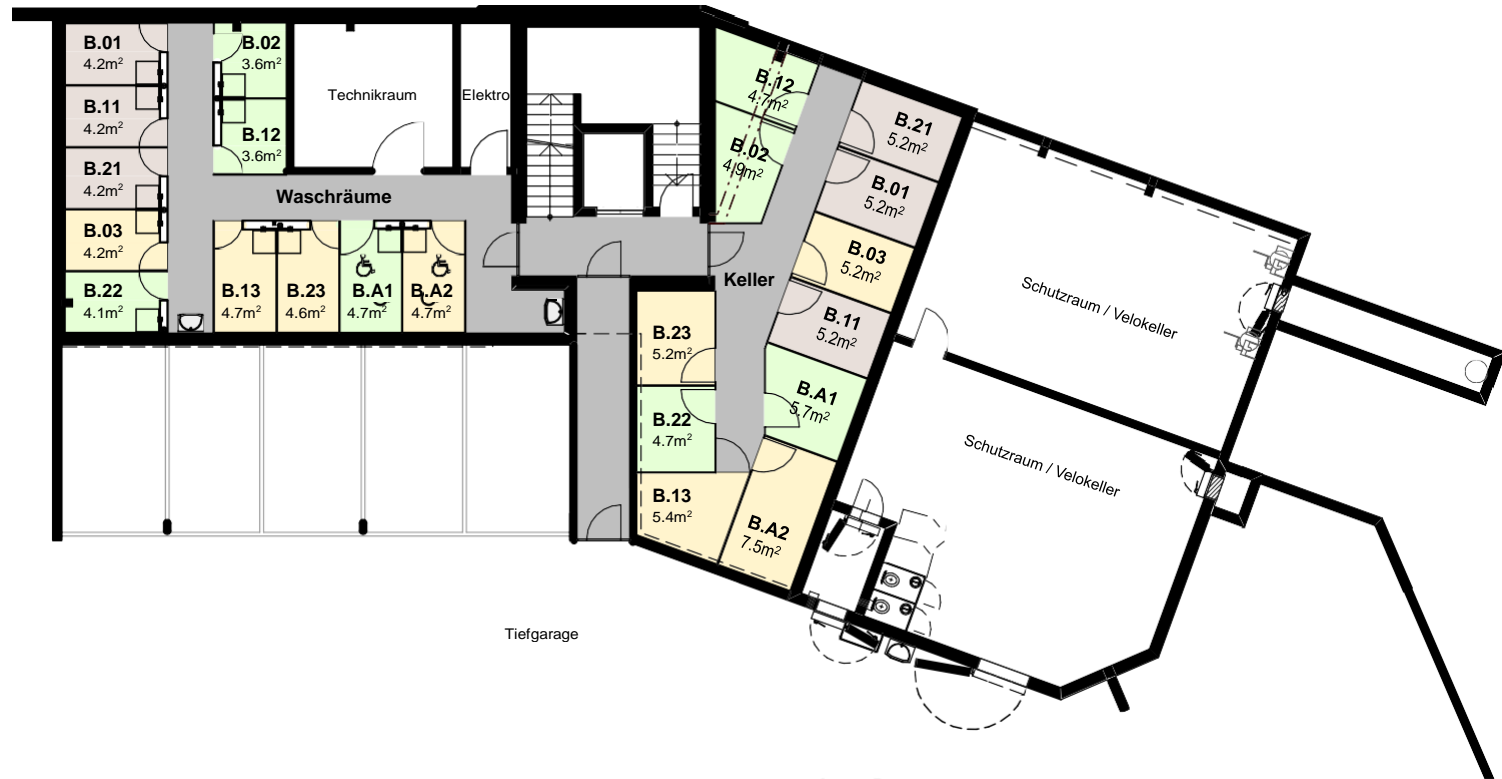 B.01
4.2m²
B.11
4.2m²
B.21
4.2m²
B.03
4.2m²
B.22
4.1m²
B.02
3.6m²
B.12
3.6m²
Technikraum
Elektro
Waschräume
B.13
4.7m²
B.23
4.6m²
B.A1
4.7m²
B.A2
4.7m²
B.12
4.7m²
B.02
4.9m²
Keller
B.21
5.2m²
B.01
5.2m²
B.03
5.2m²
B.11
5.2m²
B.A1
5.7m²
B.A2
7.5m²
B.23
5.2m²
B.22
4.7m²
B.13
5.4m²
Schutzraum / Velokeller
Schutzraum / Velokeller
Tiefgarage